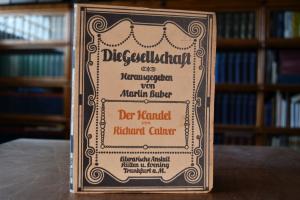 Die Gesellschaft
Herausgegeben
von
Martin Buber
Der Handel
von
Richard Calwer
Literarische Anstalt
Rütten u. Loening
Frankfurt a. M.